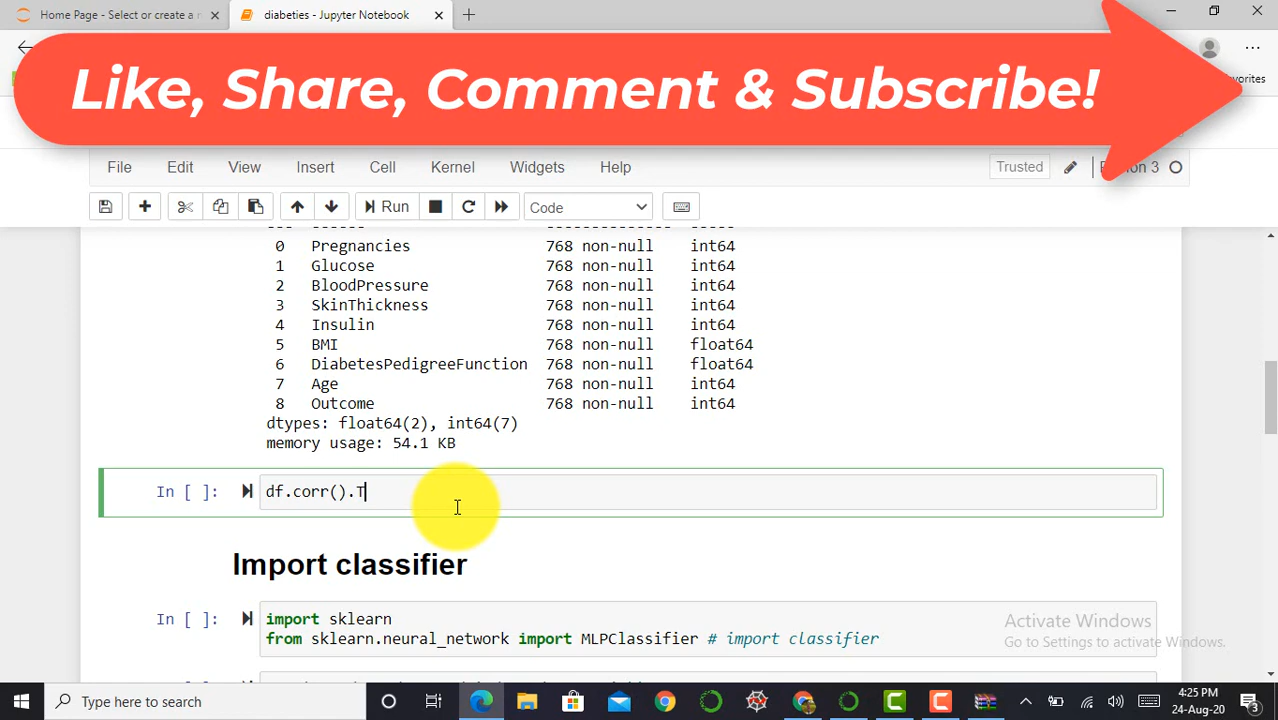 Home Page - Select or create a n
diabeties - Jupyter Notebook
Like, Share, Comment & Subscribe!
vorites
File Edit View Insert Cell Kernel Widgets Help
Trusted
thon 3
Run
Code
0 Pregnancies 768 non-null int64
1 Glucose 768 non-null int64
2 BloodPressure 768 non-null int64
3 SkinThickness 768 non-null int64
4 Insulin 768 non-null int64
5 BMI 768 non-null float64
6 DiabetesPedigreeFunction 768 non-null float64
7 Age 768 non-null int64
8 Outcome 768 non-null int64
dtypes: float64(2), int64(7)
memory usage: 54.1 KB
In [ ]: df.corr().T
Import classifier
In [ ]: import sklearn
from sklearn.neural_network import MLPClassifier # import classifier
Activate Windows
Go to Settings to activate Windows.
Type here to search
4:25 PM
24-Aug-20
3